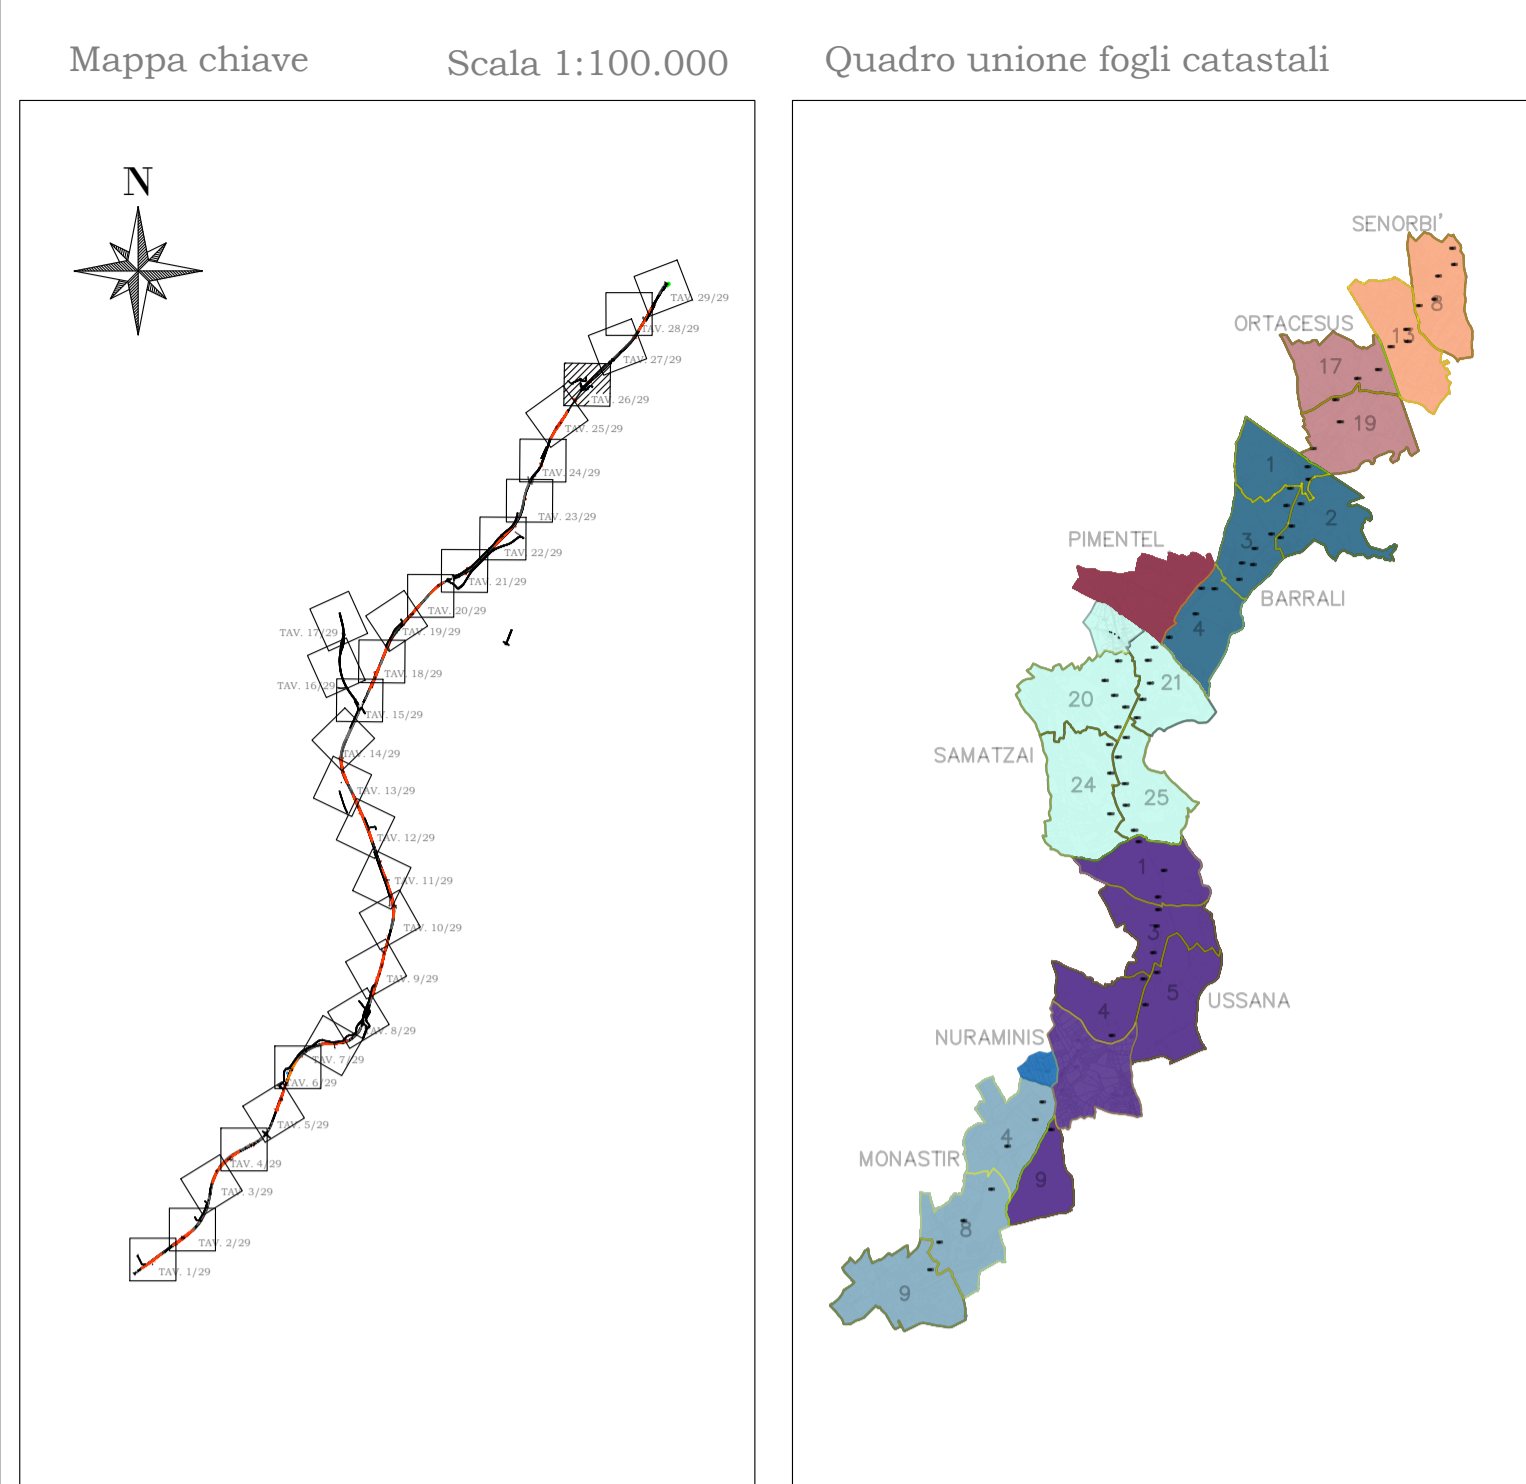 Mappa chiave
Scala 1:100.000
Quadro unione fogli catastali
N
TAV. 29/29
TAV. 28/29
TAV. 27/29
TAV. 26/29
TAV. 25/29
TAV. 24/29
TAV. 23/29
TAV. 22/29
TAV. 21/29
TAV. 20/29
TAV. 19/29
TAV. 18/29
TAV. 17/29
TAV. 16/29
TAV. 15/29
TAV. 14/29
TAV. 13/29
TAV. 12/29
TAV. 11/29
TAV. 10/29
TAV. 9/29
TAV. 8/29
TAV. 7/29
TAV. 6/29
TAV. 5/29
TAV. 4/29
TAV. 3/29
TAV. 2/29
TAV. 1/29
SENORBI'
8
13
ORTACESUS
17
19
1
2
3
4
BARRALI
PIMENTEL
21
20
SAMATZAI
24
25
1
3
5
4
USSANA
NURAMINIS
4
MONASTIR
9
8
9